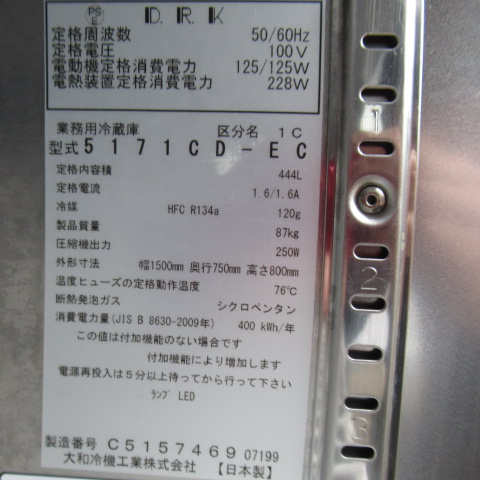 PS E D.R.K
定格周波数 50/60Hz
定格電圧 100V
電動機定格消費電力 125/125W
電熱装置定格消費電力 228W
業務用冷蔵庫 区分名 1C
型式 5171CD-EC
定格内容積 444L
定格電流 1.6/1.6A
冷媒 HFC R134a 120g
製品質量 87kg
圧縮機出力 250W
外形寸法 幅1500mm 奥行750mm 高さ800mm
温度ヒューズの定格動作温度 76℃
断熱発泡ガス シクロペンタン
消費電力量(JIS B 8630-2009年) 400 kWh/年
この値は付加機能のない場合です
付加機能により増加します
電源再投入は5分以上待ってから行って下さい
ﾗﾝﾌﾟ LED
製造番号 C5157469 07199
大和冷機工業株式会社 【日本製】
1
2
3